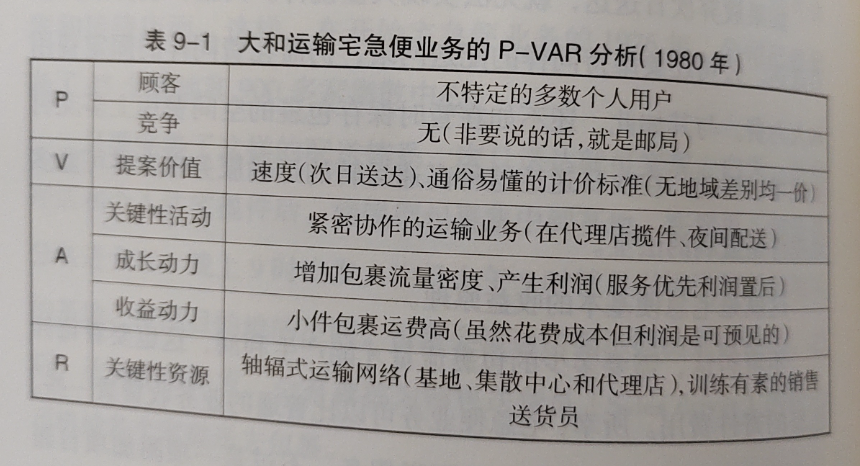 表 9-1 大和运输宅急便业务的 P-VAR 分析( 1980 年)
P 顾客 不特定的多数个人用户
竞争 无(非要说的话,就是邮局)
V 提案价值 速度(次日送达)、通俗易懂的计价标准(无地域差别均一价)
A 关键性活动 紧密协作的运输业务(在代理店揽件、夜间配送)
成长动力 增加包裹流量密度、产生利润(服务优先利润置后)
收益动力 小件包裹运费高(虽然花费成本但利润是可预见的)
R 关键性资源 轴辐式运输网络(基地、集散中心和代理店),训练有素的销售
送货员